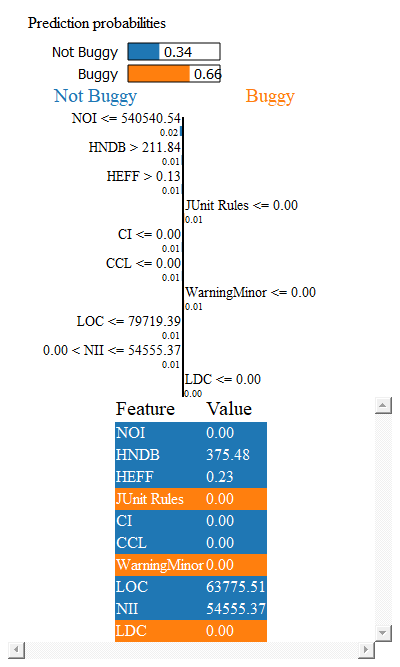 Prediction probabilities
Not Buggy 0.34
Buggy 0.66
Not Buggy Buggy
NOI <= 540540.54
0.02
HNDB > 211.84
0.01
HEFF > 0.13
0.01
JUnit Rules <= 0.00
0.01
CI <= 0.00
0.01
CCL <= 0.00
0.01
WarningMinor <= 0.00
0.01
LOC <= 79719.39
0.01
0.00 < NII <= 54555.37
0.01
LDC <= 0.00
0.00
Feature Value
NOI 0.00
HNDB 375.48
HEFF 0.23
JUnit Rules 0.00
CI 0.00
CCL 0.00
WarningMinor 0.00
LOC 63775.51
NII 54555.37
LDC 0.00